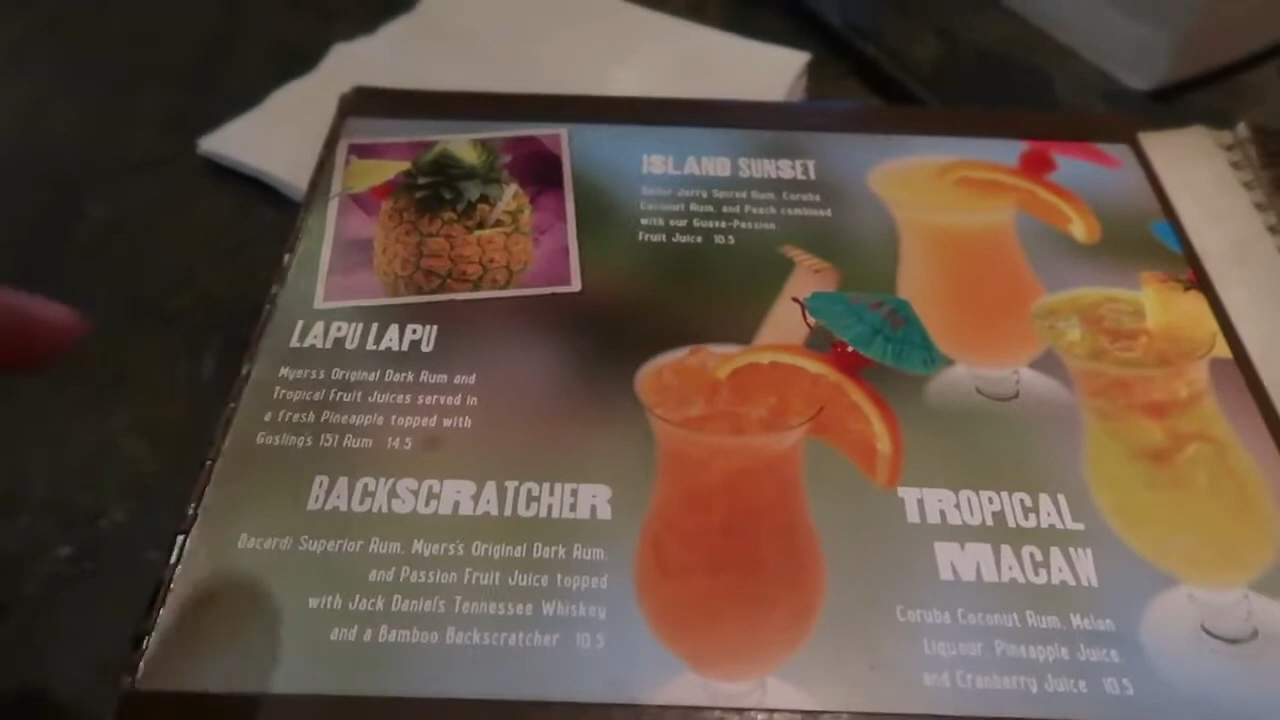 ISLAND SUNSET
Sailor Jerry Spiced Rum, Coruba
Coconut Rum, and Peach combined
with our Guava-Passion
Fruit Juice 10.5
LAPU LAPU
Myers's Original Dark Rum and
Tropical Fruit Juices served in
a fresh Pineapple topped with
Gosling's 151 Rum 14.5
BACKSCRATCHER
Bacardi Superior Rum, Myers's Original Dark Rum,
and Passion Fruit Juice topped
with Jack Daniel's Tennessee Whiskey
and a Bamboo Backscratcher 10.5
TROPICAL
MACAW
Coruba Coconut Rum, Melon
Liqueur, Pineapple Juice,
and Cranberry Juice 10.5